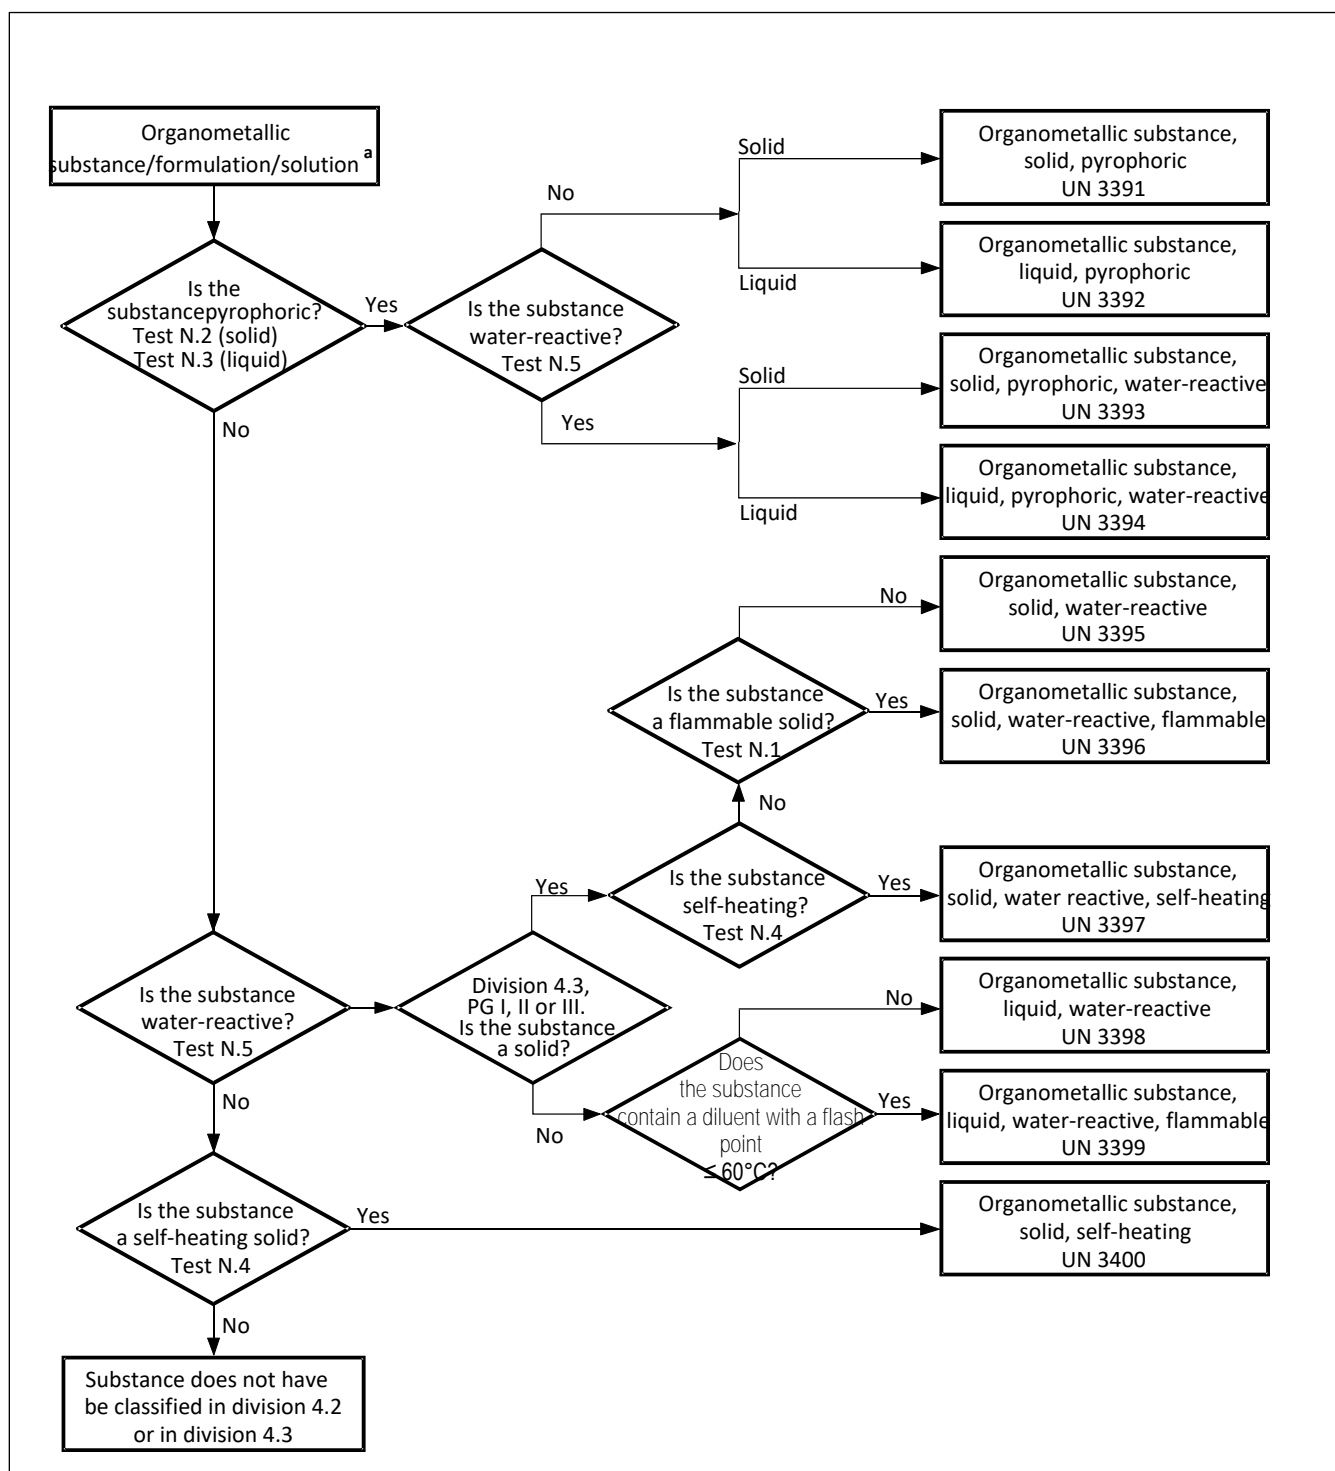 Organometallic
substance/formulation/solution a
Is the
substancepyrophoric?
Test N.2 (solid)
Test N.3 (liquid)
Yes
No
Is the substance
water-reactive?
Test N.5
No
Yes
Solid
Liquid
Organometallic substance,
solid, pyrophoric
UN 3391
Organometallic substance,
liquid, pyrophoric
UN 3392
Solid
Liquid
Organometallic substance,
solid, pyrophoric, water-reactive
UN 3393
Organometallic substance,
liquid, pyrophoric, water-reactive
UN 3394
No
Organometallic substance,
solid, water-reactive
UN 3395
Is the substance
a flammable solid?
Test N.1
Yes
Organometallic substance,
solid, water-reactive, flammable
UN 3396
No
Is the substance
self-heating?
Test N.4
Yes
Yes
Organometallic substance,
solid, water reactive, self-heating
UN 3397
Is the substance
water-reactive?
Test N.5
Division 4.3,
PG I, II or III.
Is the substance
a solid?
No
Organometallic substance,
liquid, water-reactive
UN 3398
No
No
Does
the substance
contain a diluent with a flash
point
≤ 60°C?
Yes
Organometallic substance,
liquid, water-reactive, flammable
UN 3399
Is the substance
a self-heating solid?
Test N.4
Yes
Organometallic substance,
solid, self-heating
UN 3400
No
Substance does not have
be classified in division 4.2
or in division 4.3